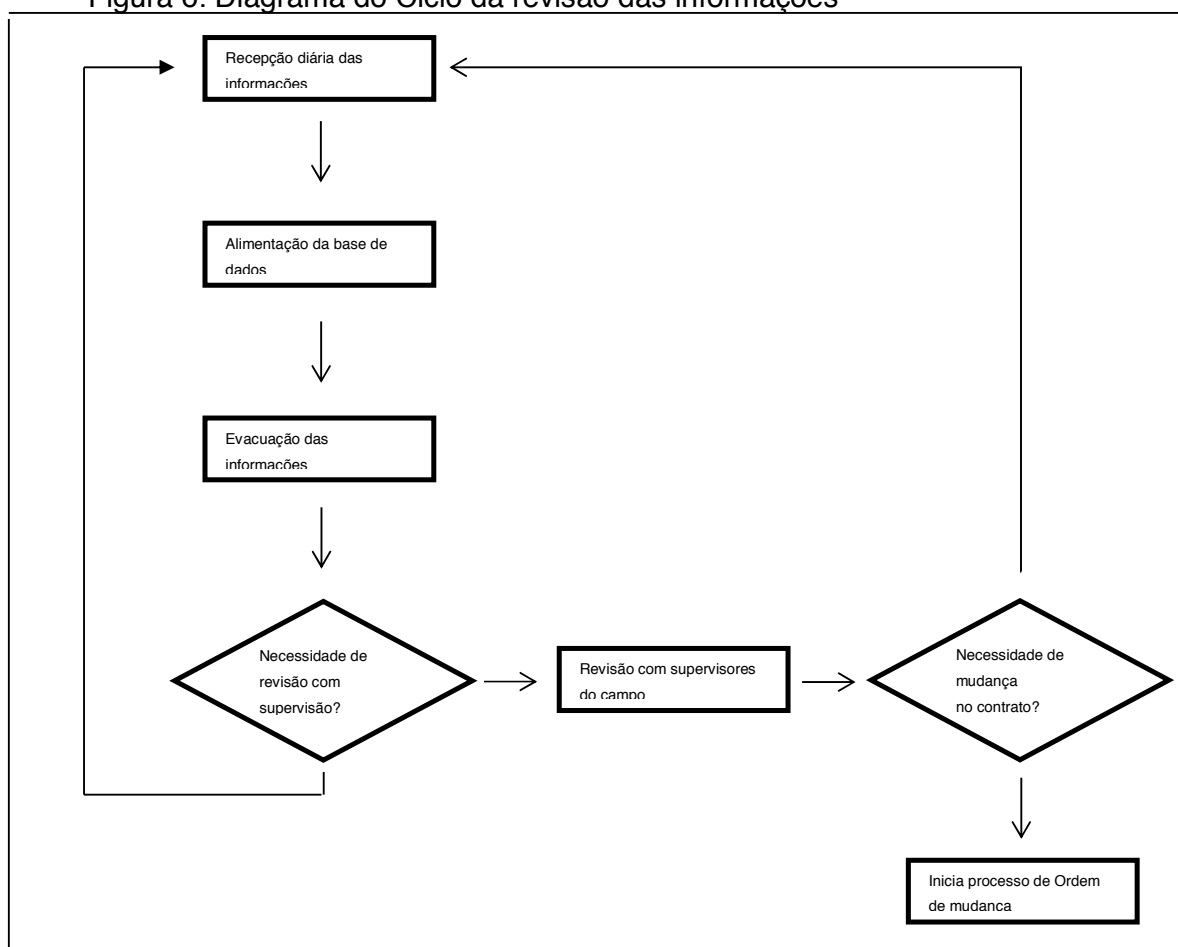 Figura 6: Diagrama do Ciclo da revisão das informações
Recepção diária das
informações
Alimentação da base de
dados
Evacuação das
informações
Necessidade de
revisão com
supervisão?
Revisão com supervisores
do campo
Necessidade de
mudança
no contrato?
Inicia processo de Ordem
de mudança